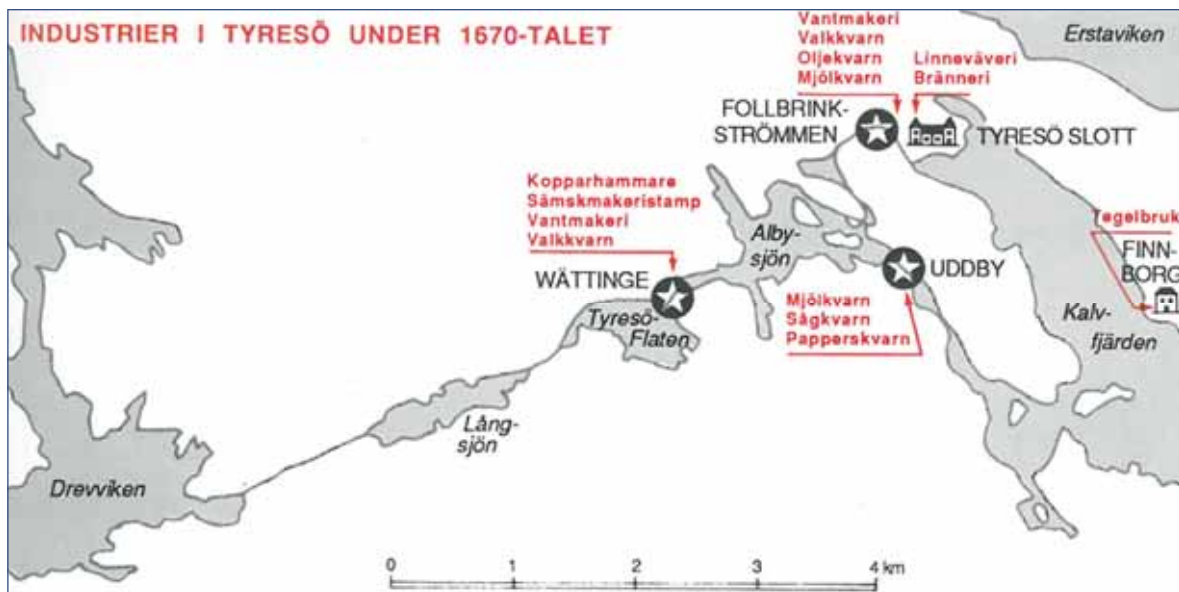 INDUSTRIER I TYRESÖ UNDER 1670-TALET
Vantmakeri
Valkkvarn
Oljekvarn
Mjölkvarn
Linneväveri
Bränneri
Erstaviken
FOLLBRINK-
STRÖMMEN
TYRESÖ SLOTT
Kopparhammare
Sämskmakeristamp
Vantmakeri
Valkkvarn
WÄTTINGE
Tyresö-
Flaten
Alby-
sjön
UDDBY
Mjölkvarn
Sågkvarn
Papperskvarn
Tegelbruk
FINN-
BORG
Kalv-
fjärden
Lång-
sjön
Drevviken
0 1 2 3 4 km